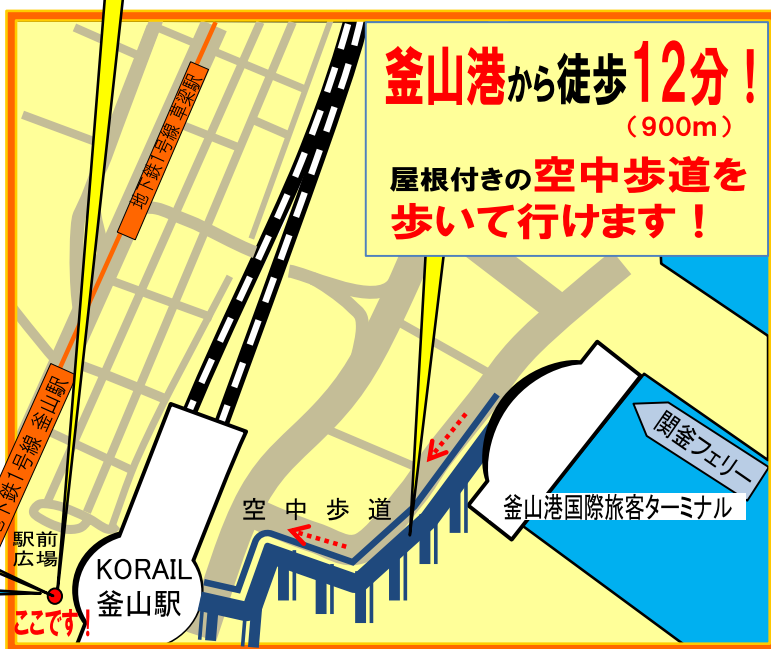 釜山港から徒歩12分！
（900m）
屋根付きの空中歩道を
歩いて行けます！
地下鉄1号線 草梁駅
地下鉄1号線 釜山駅
関釜フェリー
釜山港国際旅客ターミナル
空中歩道
駅前
広場
KORAIL
釜山駅
ここです！